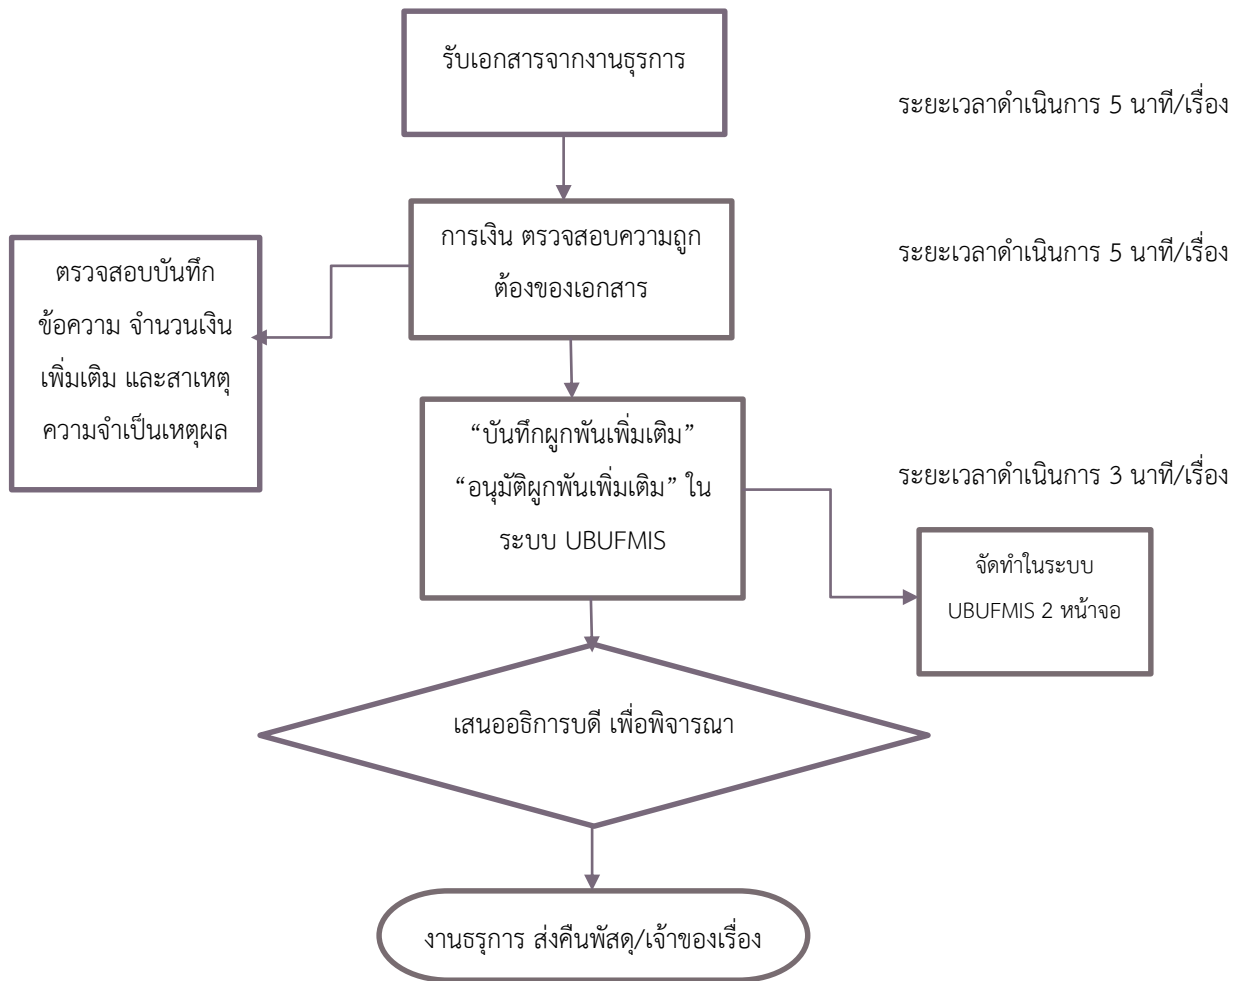 รับเอกสารจากงานธุรการ
ระยะเวลาดำเนินการ 5 นาที/เรื่อง
การเงิน ตรวจสอบความถูก
ต้องของเอกสาร
ระยะเวลาดำเนินการ 5 นาที/เรื่อง
ตรวจสอบบันทึก
ข้อความ จำนวนเงิน
เพิ่มเติม และสาเหตุ
ความจำเป็นเหตุผล
“บันทึกผูกพันเพิ่มเติม”
“อนุมัติผูกพันเพิ่มเติม” ใน
ระบบ UBUFMIS
ระยะเวลาดำเนินการ 3 นาที/เรื่อง
จัดทำในระบบ
UBUFMIS 2 หน้าจอ
เสนออธิการบดี เพื่อพิจารณา
งานธรุการ ส่งคืนพัสดุ/เจ้าของเรื่อง